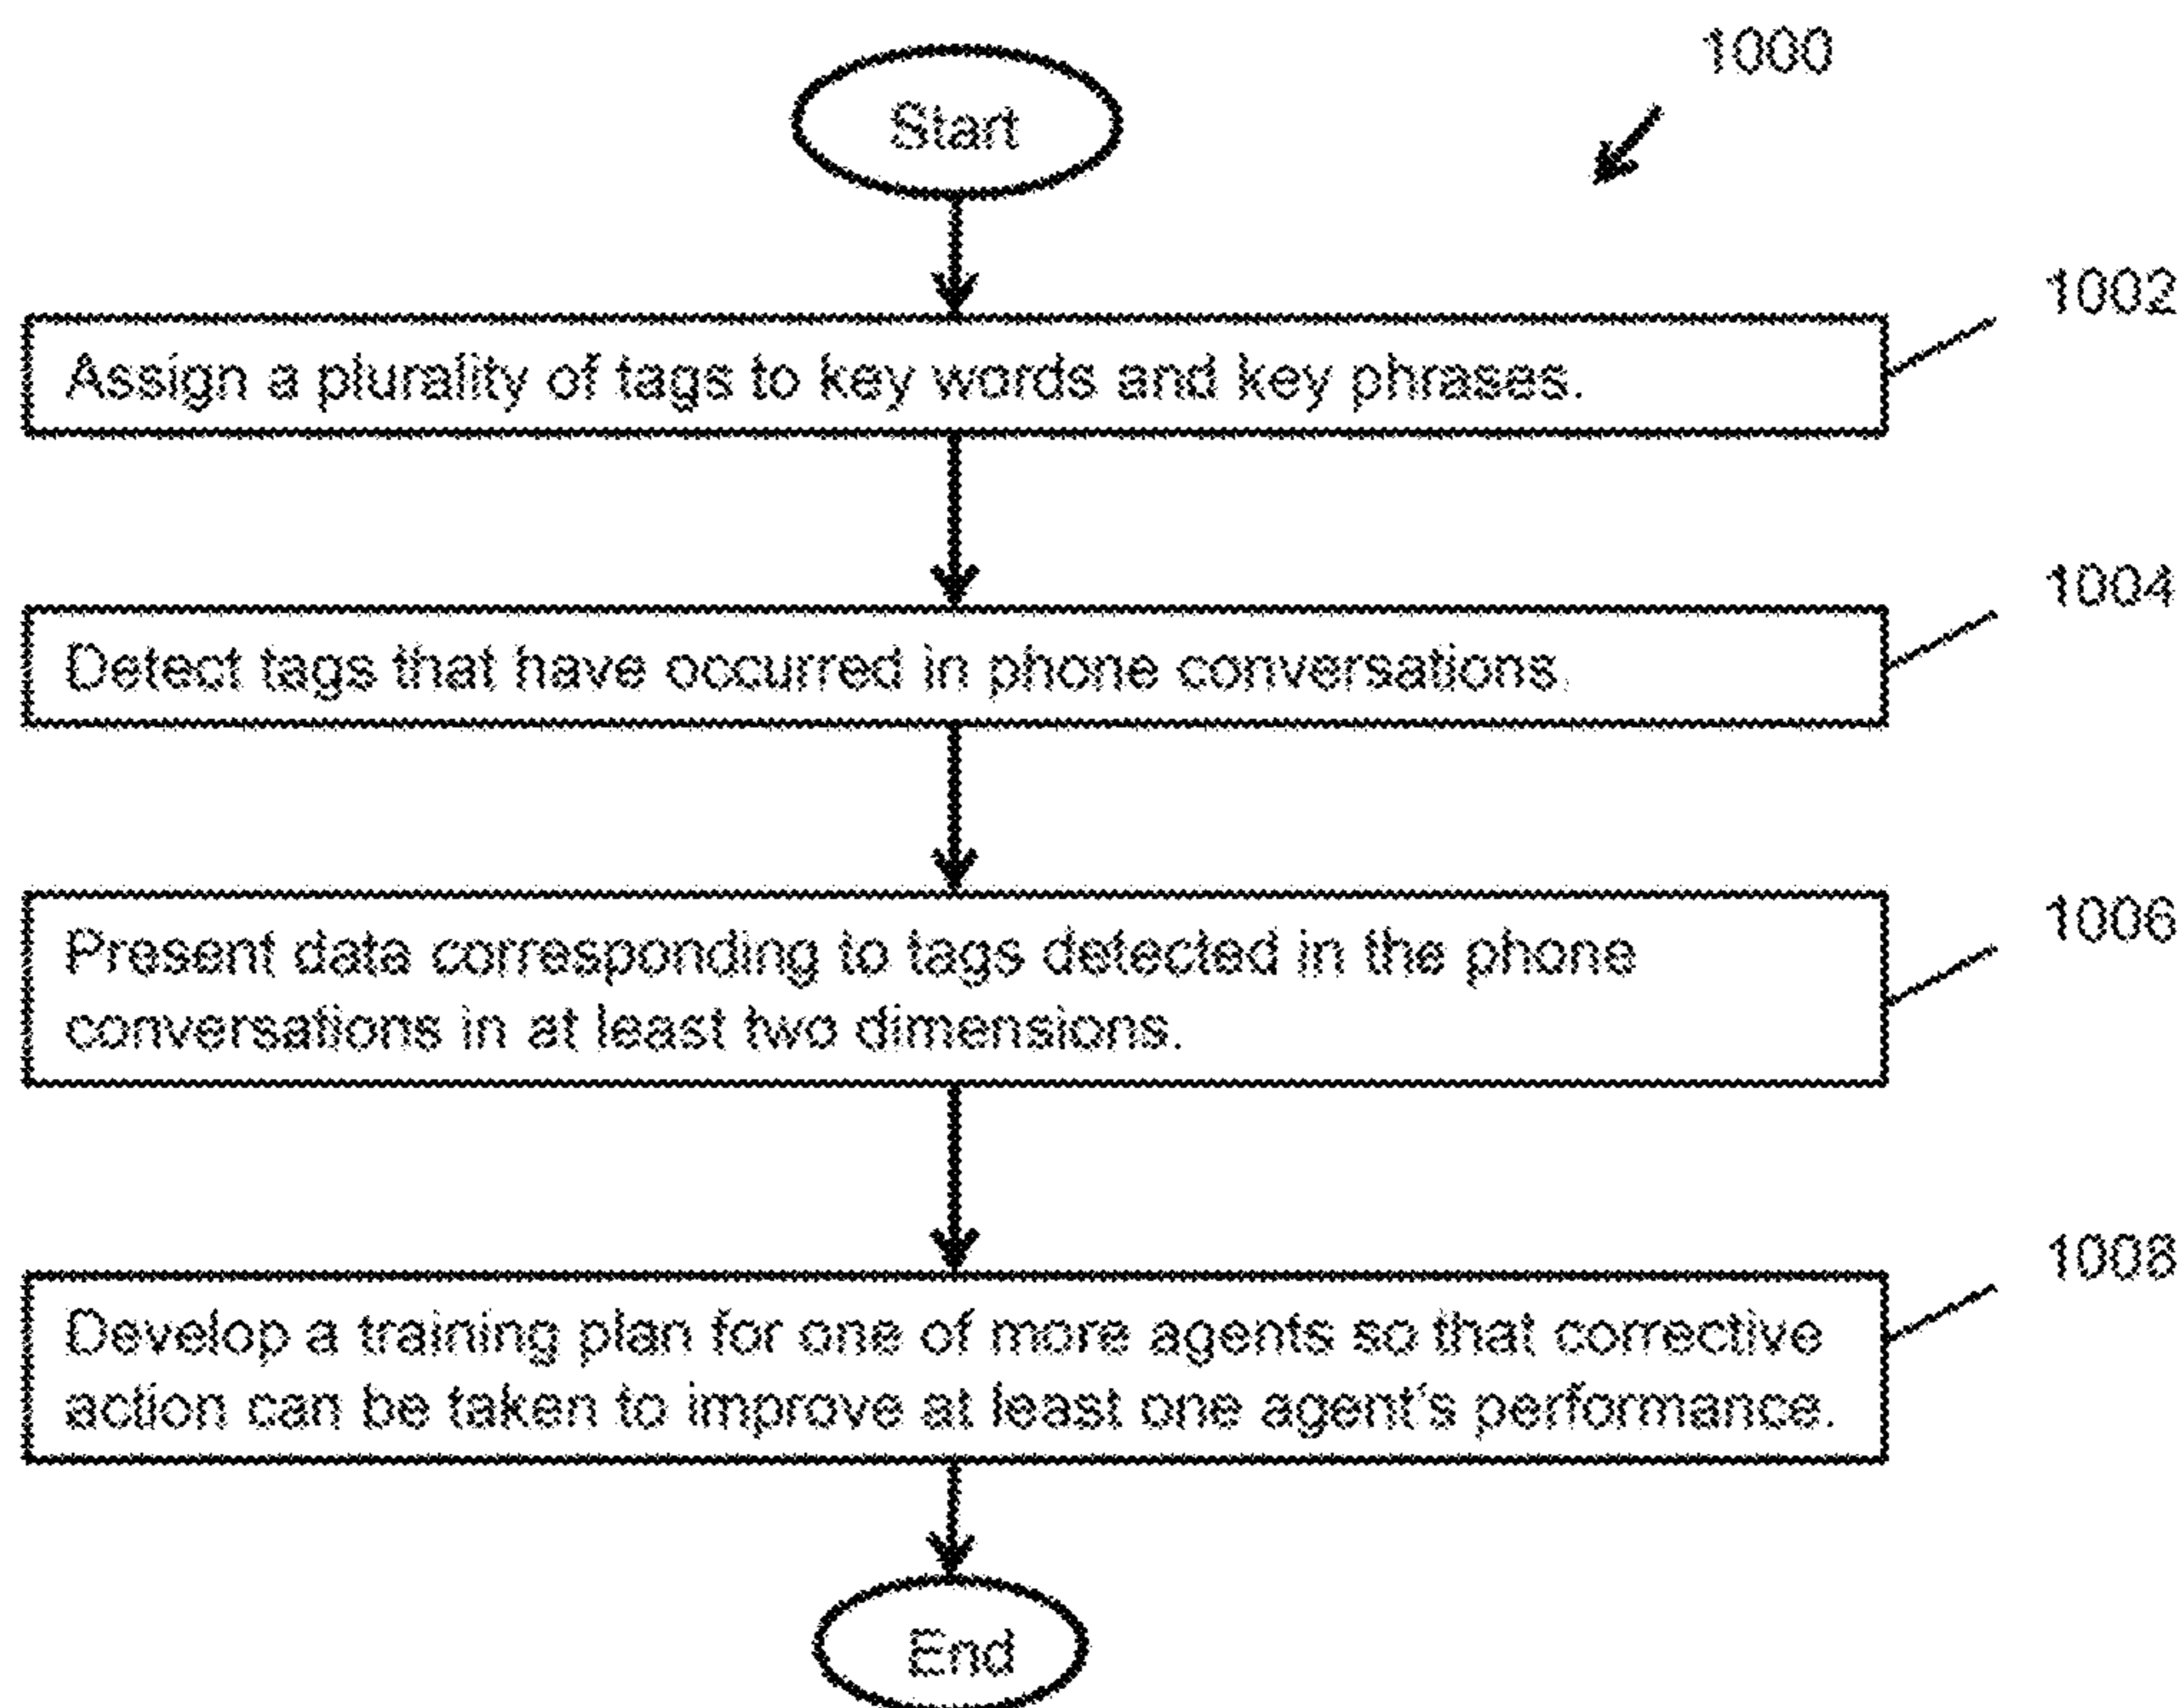 1000
Start
1002
Assign a plurality of tags to key words and key phrases.
1004
Detect tags that have occurred in phone conversations.
1006
Present data corresponding to tags detected in the phone
conversations in at least two dimensions.
1008
Develop a training plan for one of more agents so that corrective
action can be taken to improve at least one agent's performance.
End